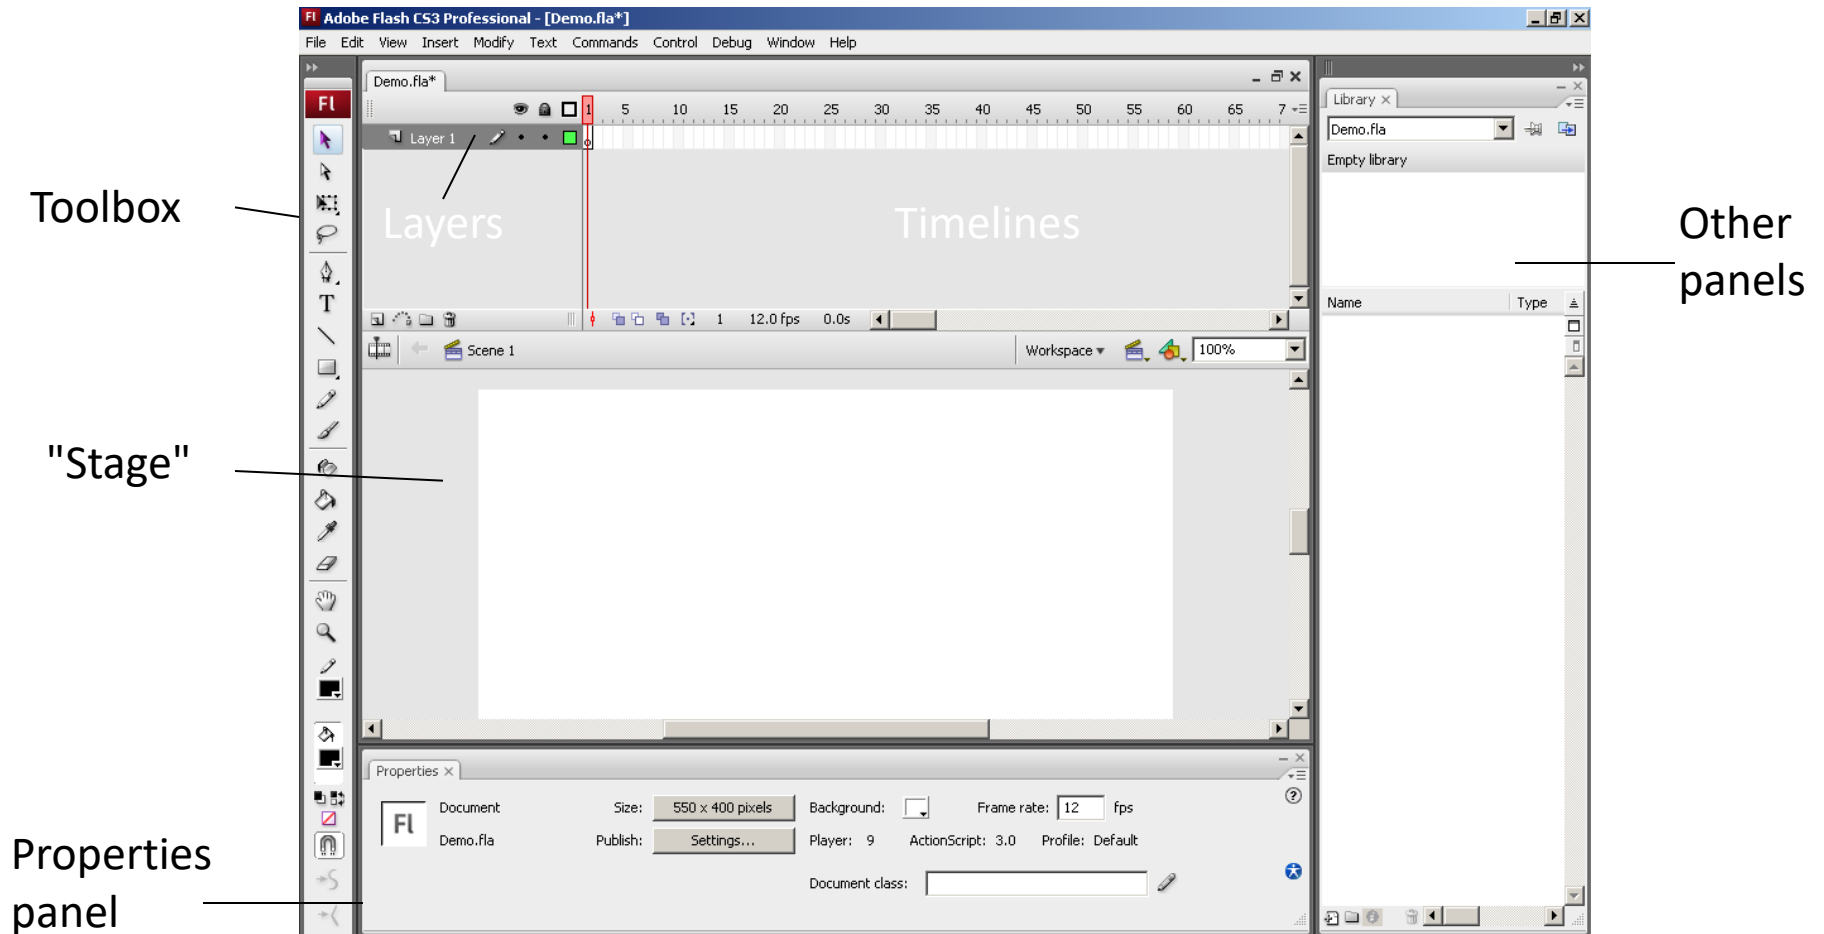 Fl Adobe Flash CS3 Professional - [Demo.fla*]
File Edit View Insert Modify Text Commands Control Debug Window Help
Demo.fla*
Fl
1 5 10 15 20 25 30 35 40 45 50 55 60 65 7
Layer 1
Layers
Timelines
1 12.0 fps 0.0s
Scene 1
Workspace
100%
Library
Demo.fla
Empty library
Name Type
Toolbox
Other
panels
"Stage"
T
Properties
Fl
Document Size: 550 x 400 pixels Background: Frame rate: 12 fps
Demo.fla Publish: Settings... Player: 9 ActionScript: 3.0 Profile: Default
Document class:
Properties
panel